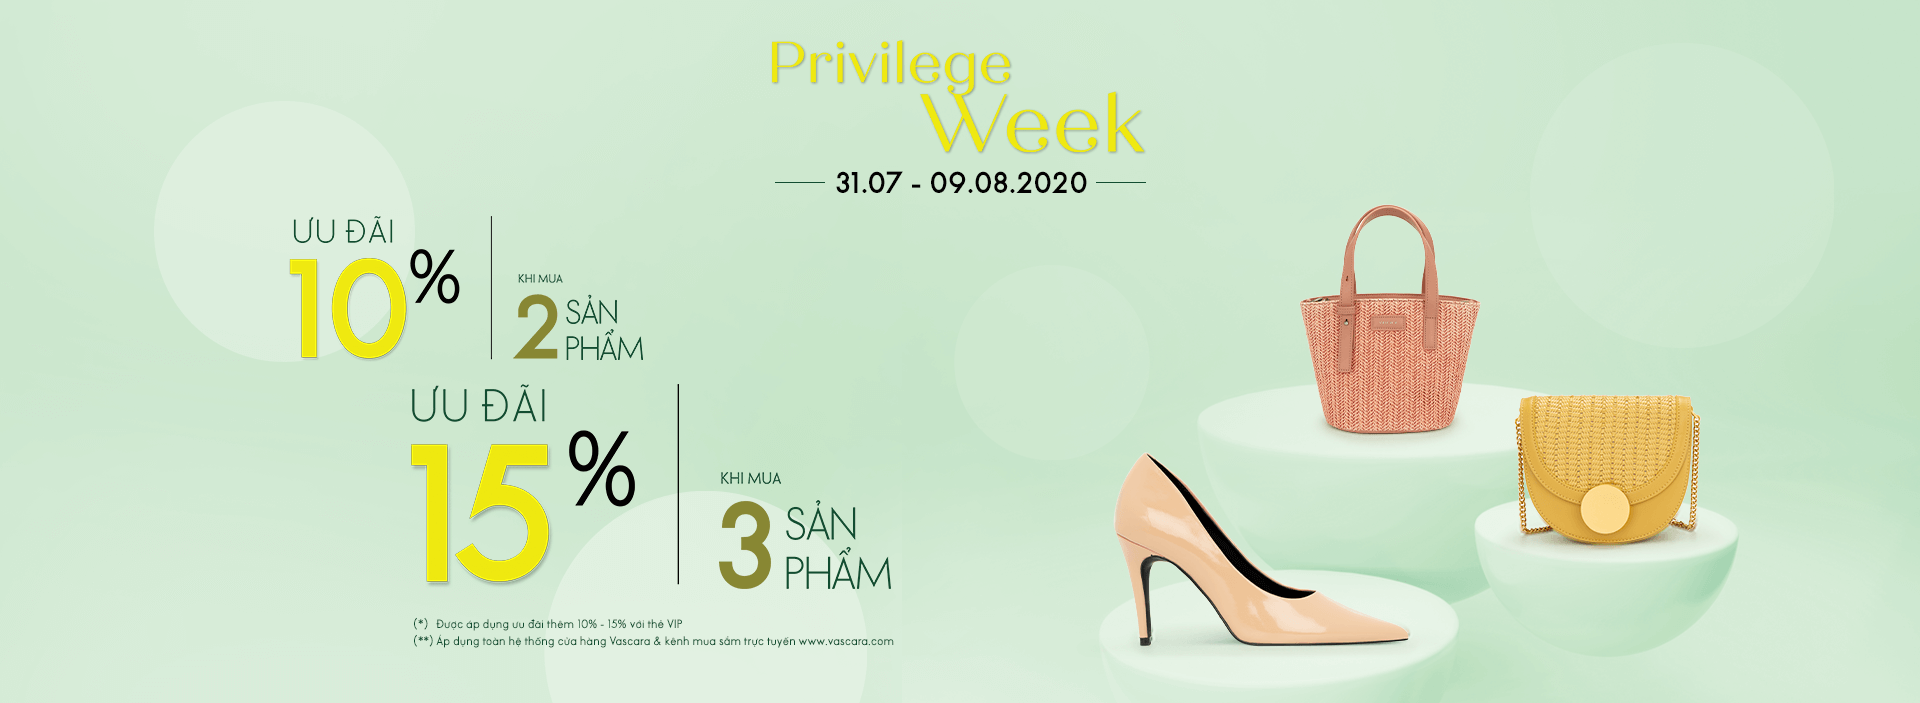 Privilege
Week
31.07 - 09.08.2020
ƯU ĐÃI
10%
KHI MUA
2 SẢN
PHẨM
ƯU ĐÃI
15%
KHI MUA
3 SẢN
PHẨM
(*) Được áp dụng ưu đãi thêm 10% - 15% với thẻ VIP
(**) Áp dụng toàn hệ thống cửa hàng Vascara & kênh mua sắm trực tuyến www.vascara.com